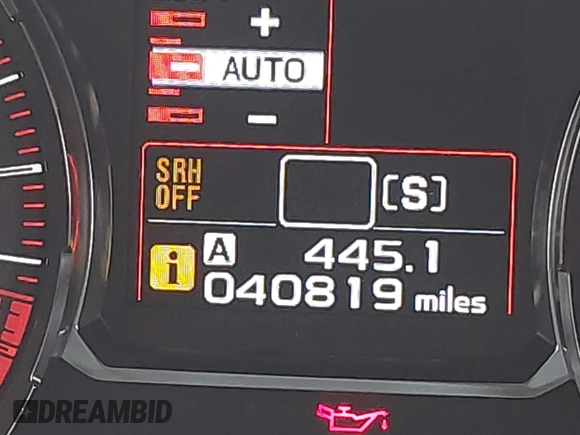 +
AUTO
-
SRH
OFF
[S]
i
A 445.1
040819 miles
DREAMBID